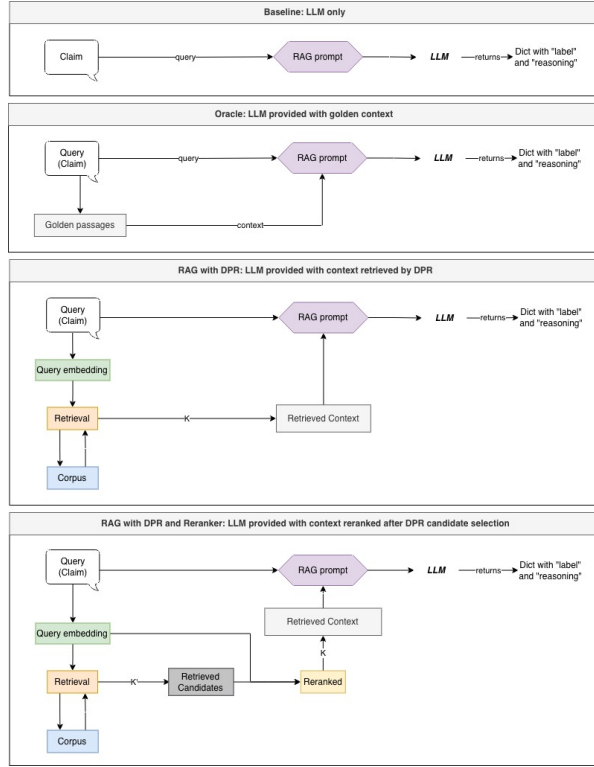 Baseline: LLM only
Claim
query
RAG prompt
LLM
returns
Dict with "label"
and "reasoning"
Oracle: LLM provided with golden context
Query
(Claim)
query
RAG prompt
LLM
returns
Dict with "label"
and "reasoning"
Golden passages
context
RAG with DPR: LLM provided with context retrieved by DPR
Query
(Claim)
RAG prompt
LLM
returns
Dict with "label"
and "reasoning"
Query embedding
Retrieval
K
Retrieved Context
Corpus
RAG with DPR and Reranker: LLM provided with context reranked after DPR candidate selection
Query
(Claim)
RAG prompt
LLM
returns
Dict with "label"
and "reasoning"
Retrieved Context
Query embedding
K
Retrieval
K'
Retrieved
Candidates
Reranked
Corpus